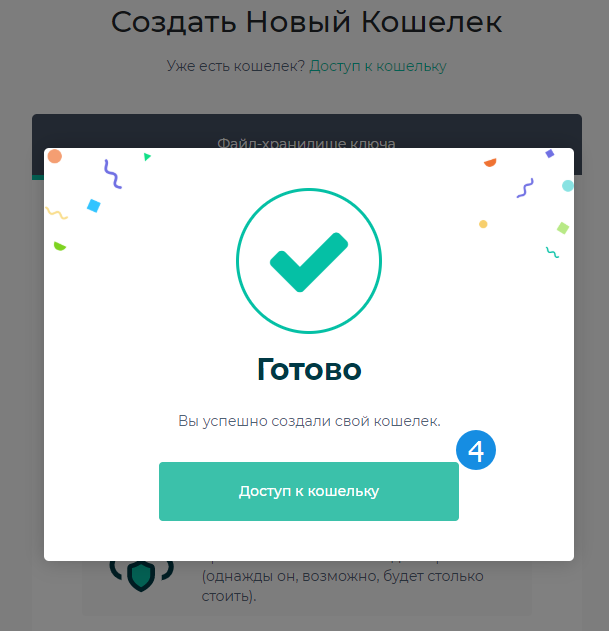 Создать Новый Кошелек
Уже есть кошелек? Доступ к кошельку
Файл-хранилище ключа
Готово
Вы успешно создали свой кошелек.
4
Доступ к кошельку
(однажды он, возможно, будет столько
стоить).